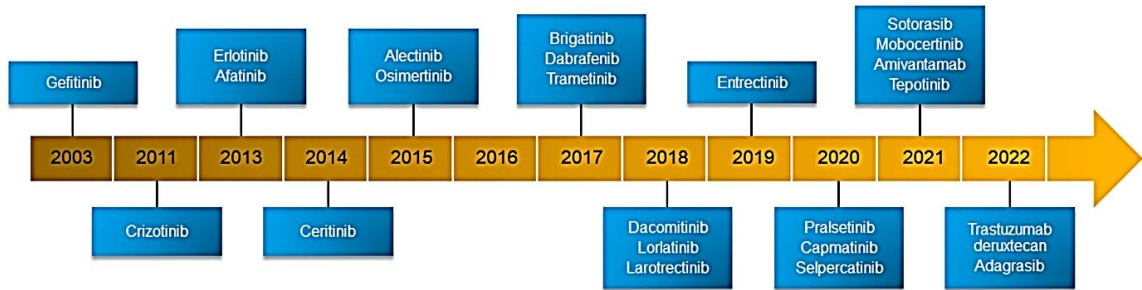 Gefitinib
Erlotinib
Afatinib
Alectinib
Osimertinib
Brigatinib
Dabrafenib
Trametinib
Entrectinib
Sotorasib
Mobocertinib
Amivantamab
Tepotinib
2003 2011 2013 2014 2015 2016 2017 2018 2019 2020 2021 2022
Crizotinib
Ceritinib
Dacomitinib
Lorlatinib
Larotrectinib
Pralsetinib
Capmatinib
Selpercatinib
Trastuzumab
deruxtecan
Adagrasib